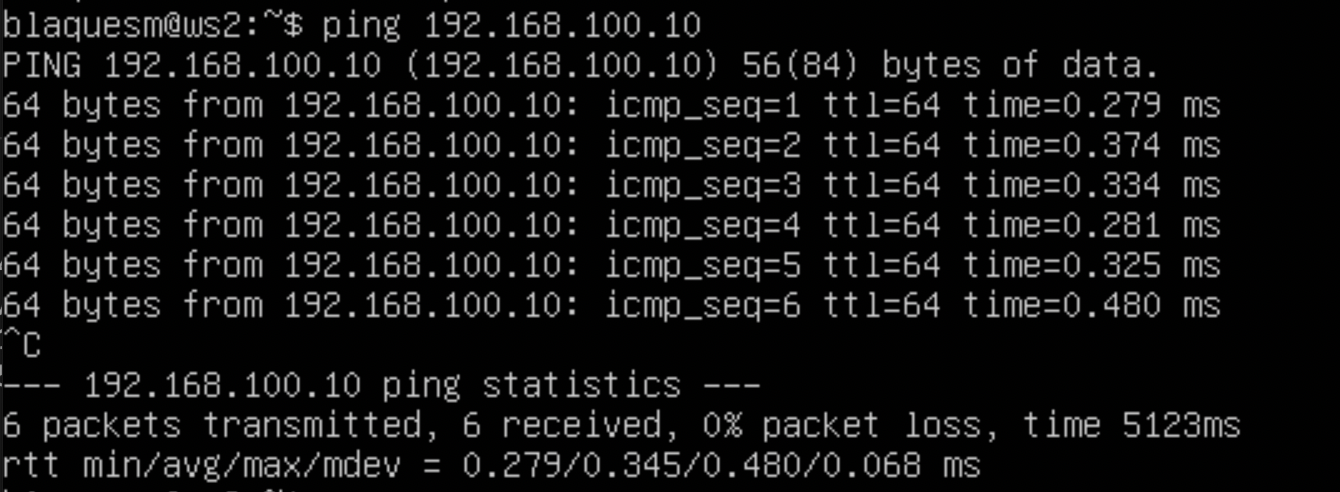 blaquesm@ws2:~$ ping 192.168.100.10
PING 192.168.100.10 (192.168.100.10) 56(84) bytes of data.
64 bytes from 192.168.100.10: icmp_seq=1 ttl=64 time=0.279 ms
64 bytes from 192.168.100.10: icmp_seq=2 ttl=64 time=0.374 ms
64 bytes from 192.168.100.10: icmp_seq=3 ttl=64 time=0.334 ms
64 bytes from 192.168.100.10: icmp_seq=4 ttl=64 time=0.281 ms
64 bytes from 192.168.100.10: icmp_seq=5 ttl=64 time=0.325 ms
64 bytes from 192.168.100.10: icmp_seq=6 ttl=64 time=0.480 ms
^C
--- 192.168.100.10 ping statistics ---
6 packets transmitted, 6 received, 0% packet loss, time 5123ms
rtt min/avg/max/mdev = 0.279/0.345/0.480/0.068 ms